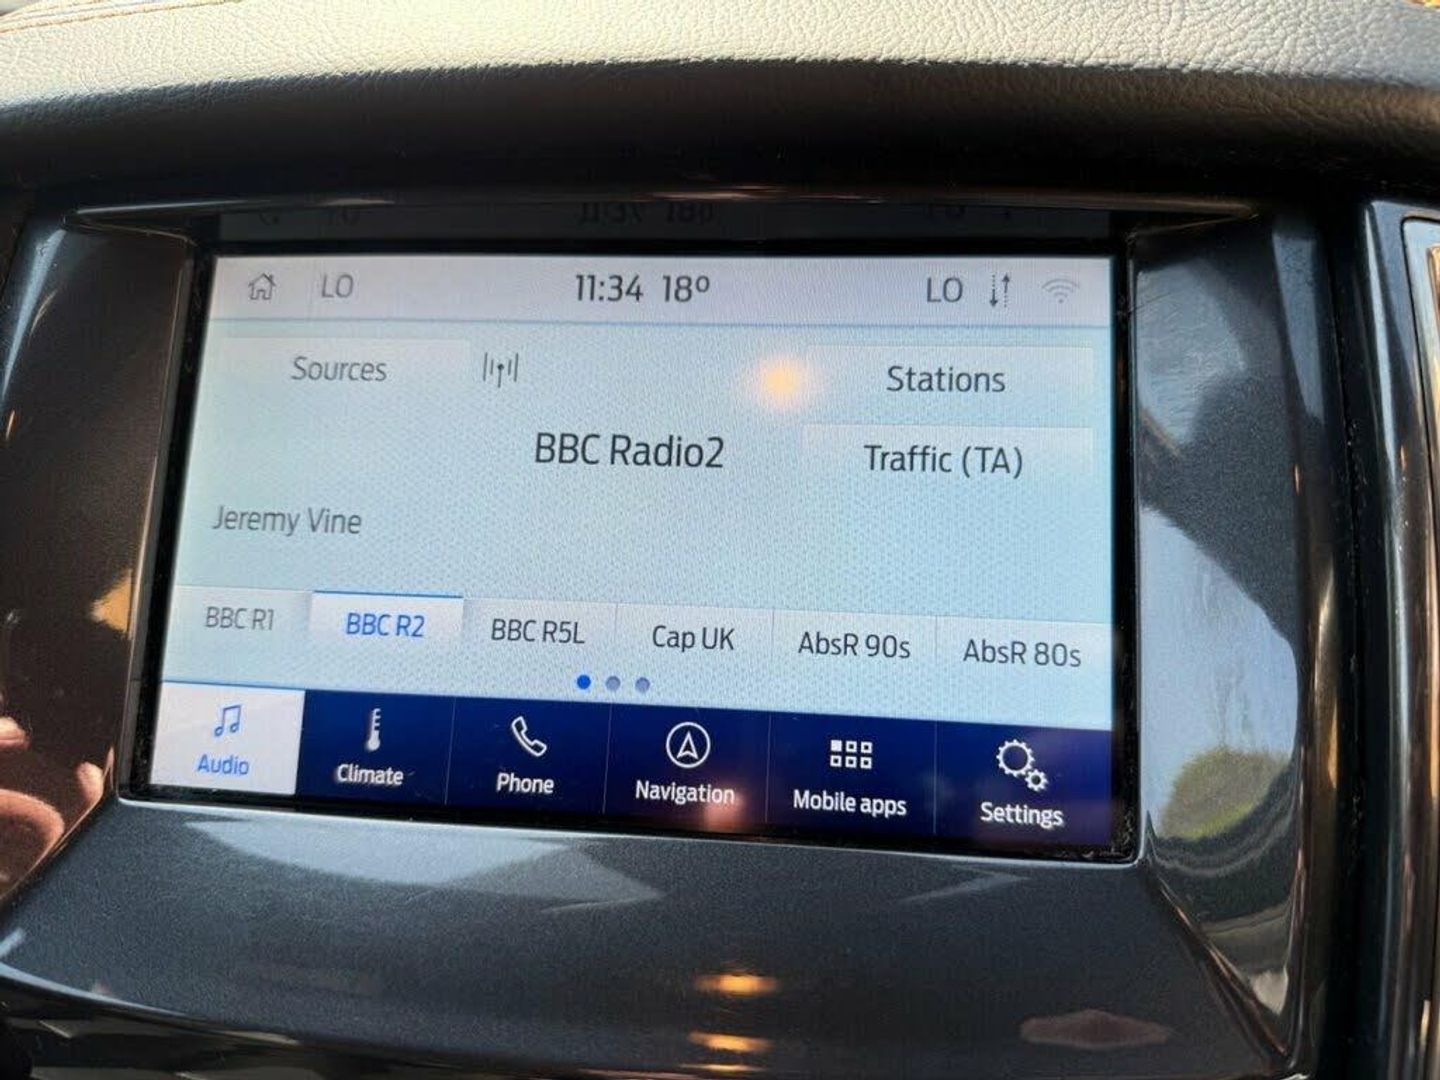 LO 11:34 18º LO
Sources Stations
BBC Radio2 Traffic (TA)
Jeremy Vine
BBC R1 BBC R2 BBC R5L Cap UK AbsR 90s AbsR 80s
Audio Climate Phone Navigation Mobile apps Settings